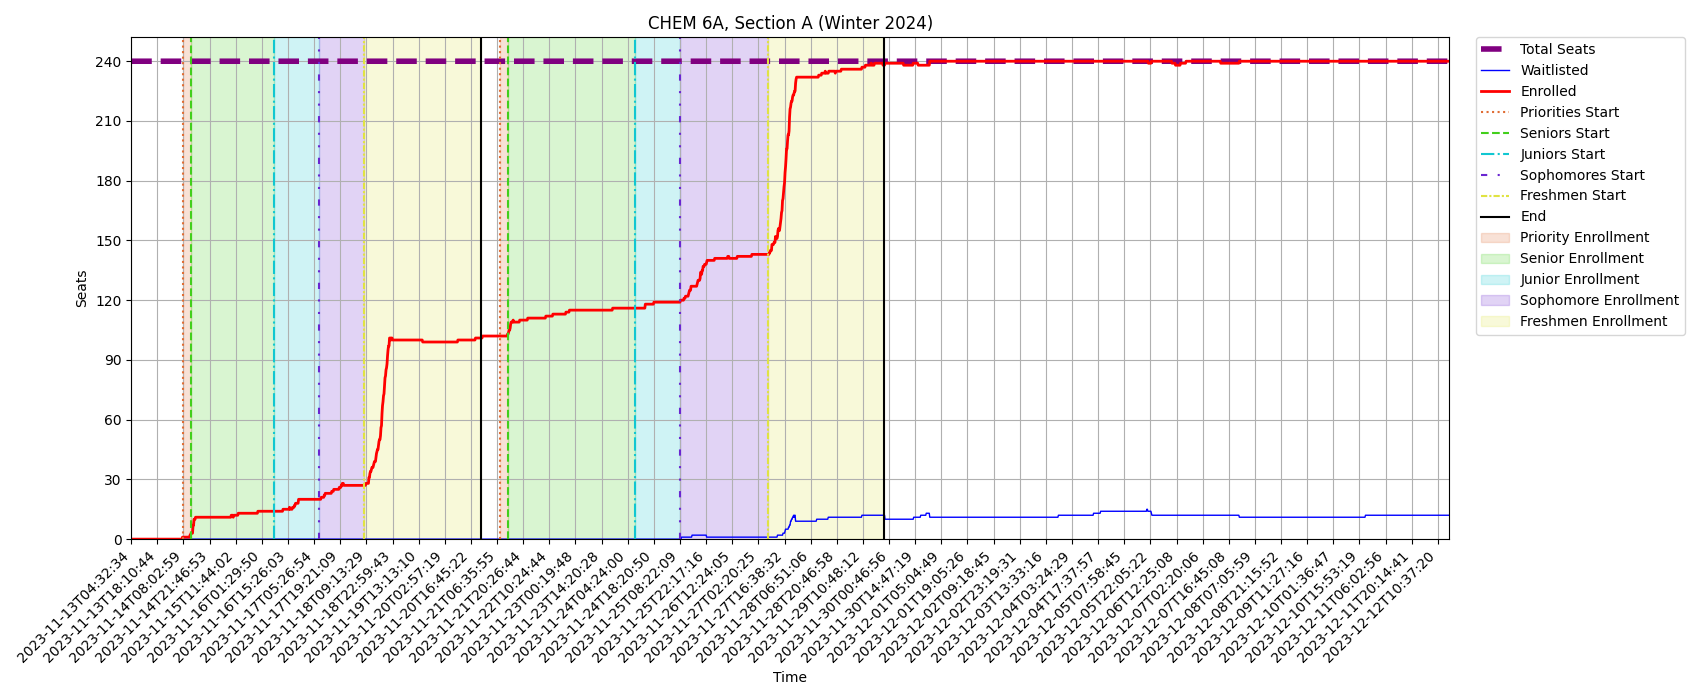 CHEM 6A, Section A (Winter 2024)
Seats
240
210
180
150
120
90
60
30
0
2023-11-13T04:32:34
2023-11-13T18:10:44
2023-11-14T08:02:59
2023-11-14T21:46:53
2023-11-15T11:44:02
2023-11-16T01:29:50
2023-11-16T15:26:03
2023-11-17T05:26:54
2023-11-17T19:21:09
2023-11-18T09:13:29
2023-11-18T22:59:43
2023-11-19T13:13:10
2023-11-20T02:57:19
2023-11-20T16:45:22
2023-11-21T06:35:55
2023-11-21T20:26:44
2023-11-22T10:24:44
2023-11-23T00:19:48
2023-11-23T14:20:28
2023-11-24T04:24:00
2023-11-24T18:20:50
2023-11-25T08:22:09
2023-11-25T22:17:16
2023-11-26T12:24:05
2023-11-27T02:20:25
2023-11-27T16:38:32
2023-11-28T06:51:06
2023-11-28T20:46:58
2023-11-29T10:48:12
2023-11-30T00:46:56
2023-11-30T14:47:19
2023-12-01T05:04:49
2023-12-01T19:05:26
2023-12-02T09:18:45
2023-12-02T23:19:31
2023-12-03T13:33:16
2023-12-04T03:24:29
2023-12-04T17:37:57
2023-12-05T07:58:45
2023-12-05T22:05:22
2023-12-06T12:25:08
2023-12-07T02:20:06
2023-12-07T16:45:08
2023-12-08T07:05:59
2023-12-08T21:15:52
2023-12-09T11:27:16
2023-12-10T01:36:47
2023-12-10T15:53:19
2023-12-11T06:02:56
2023-12-11T20:14:41
2023-12-12T10:37:20
Time
Total Seats
Waitlisted
Enrolled
Priorities Start
Seniors Start
Juniors Start
Sophomores Start
Freshmen Start
End
Priority Enrollment
Senior Enrollment
Junior Enrollment
Sophomore Enrollment
Freshmen Enrollment